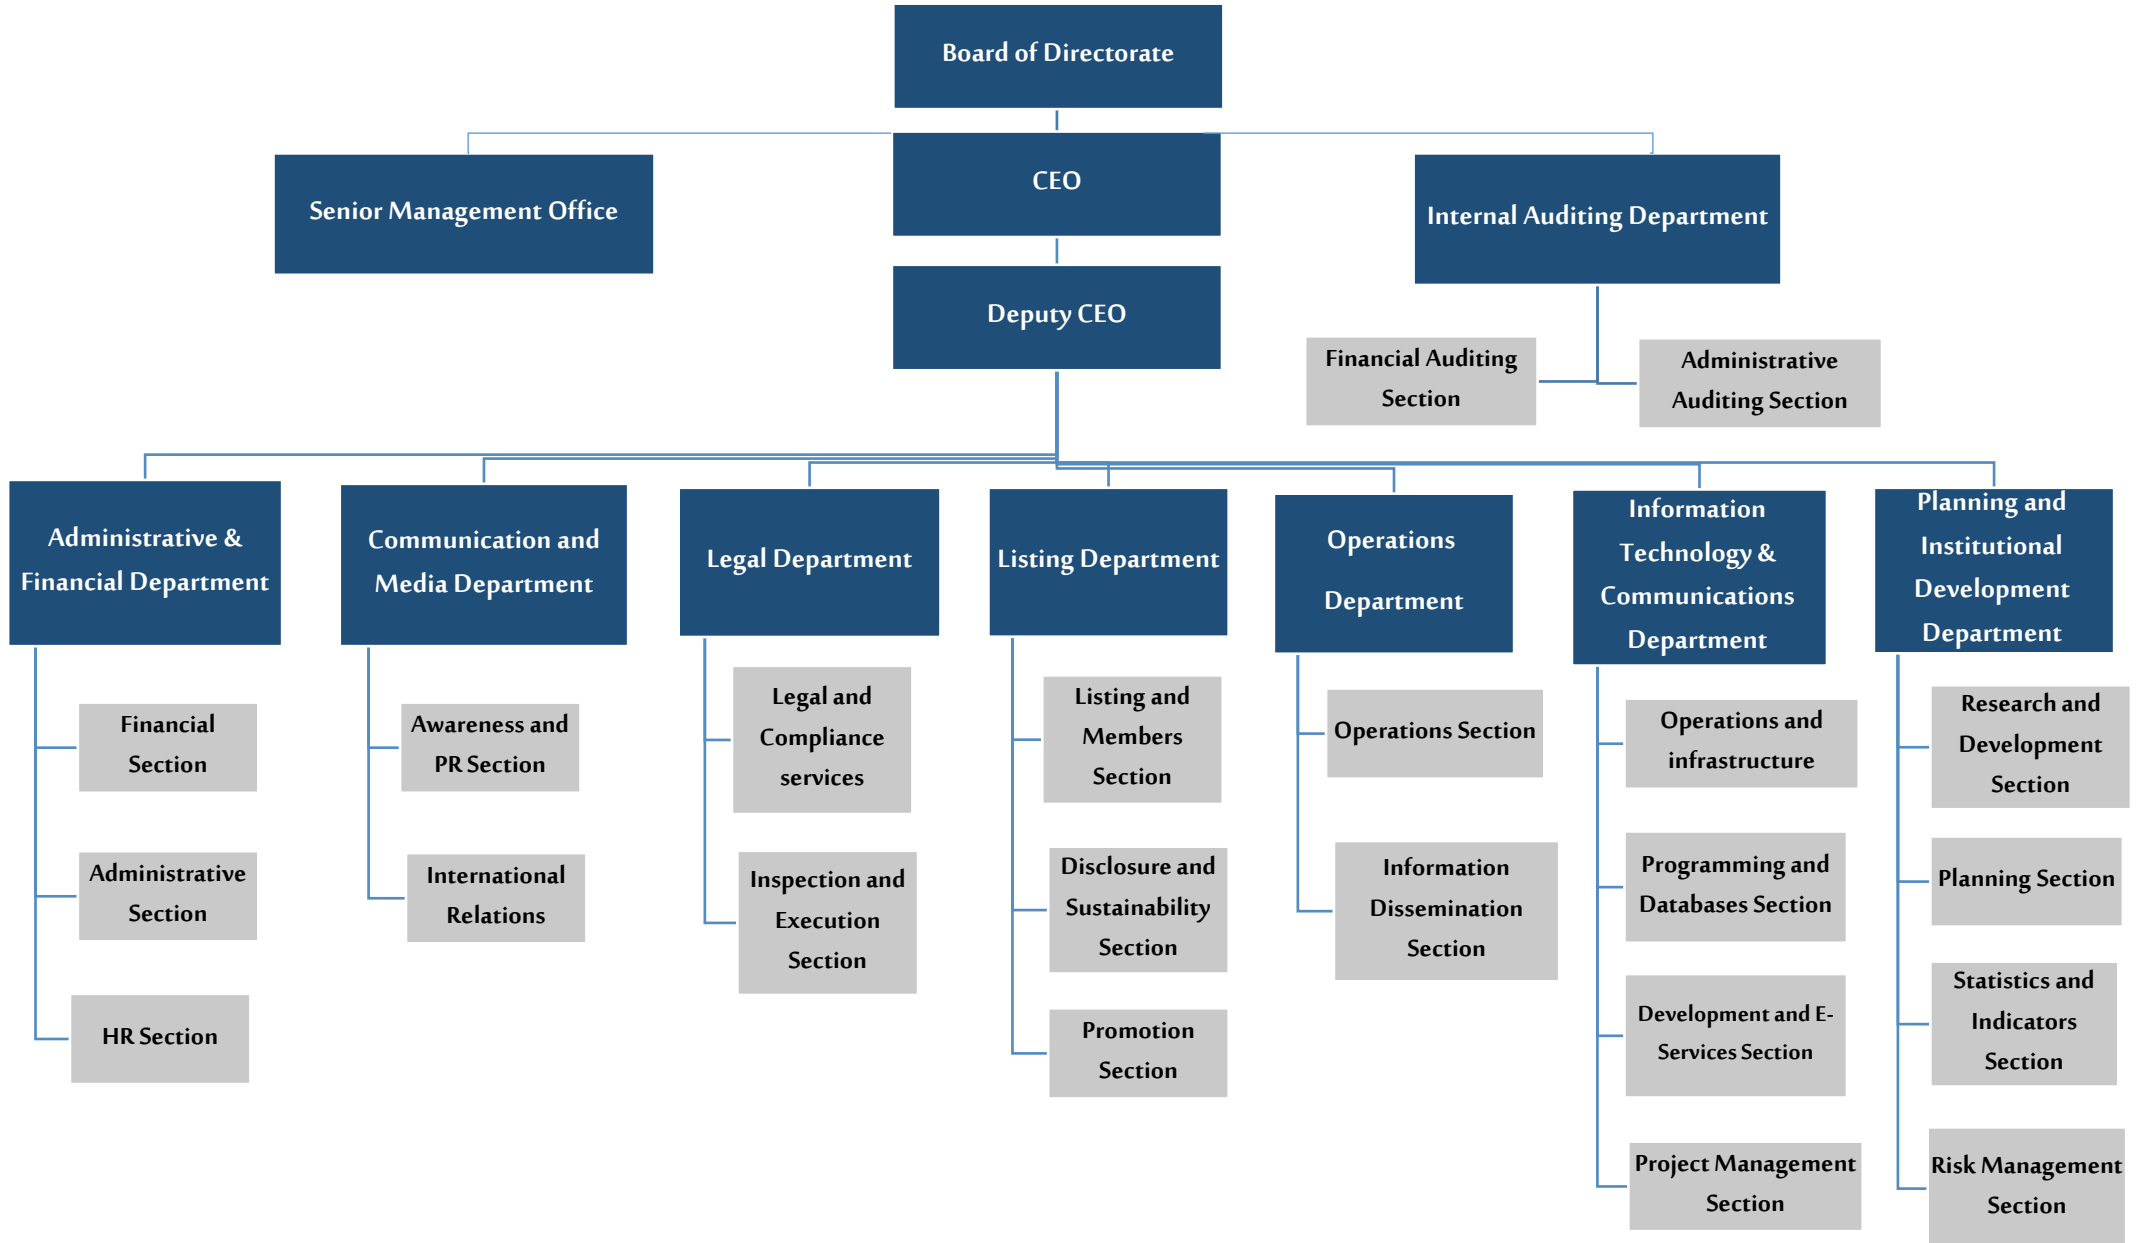 Board of Directorate
CEO
Senior Management Office
Internal Auditing Department
Deputy CEO
Financial Auditing
Section
Administrative
Auditing Section
Administrative &
Financial Department
Communication and
Media Department
Legal Department
Listing Department
Operations
Department
Information
Technology &
Communications
Department
Planning and
Institutional
Development
Department
Financial
Section
Administrative
Section
HR Section
Awareness and
PR Section
International
Relations
Legal and
Compliance
services
Inspection and
Execution
Section
Listing and
Members
Section
Disclosure and
Sustainability
Section
Promotion
Section
Operations Section
Information
Dissemination
Section
Operations and
infrastructure
Programming and
Databases Section
Development and E-
Services Section
Project Management
Section
Research and
Development
Section
Planning Section
Statistics and
Indicators
Section
Risk Management
Section